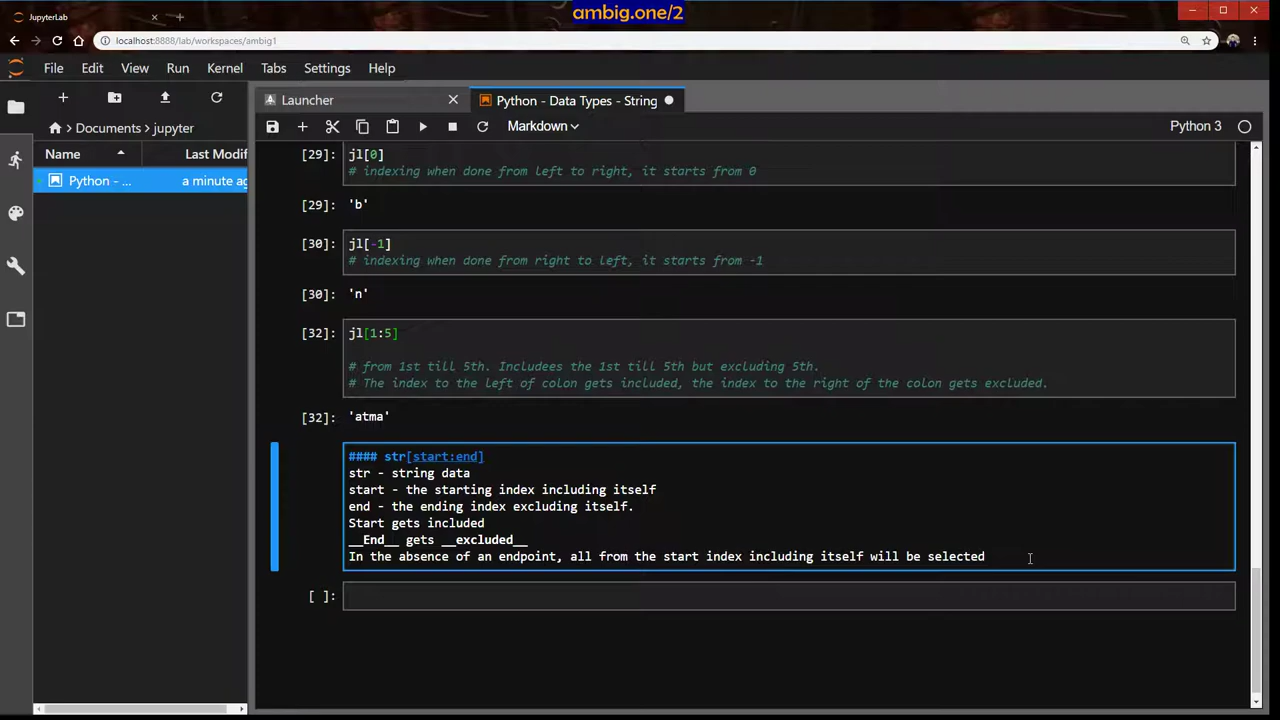 ambig.one/2
JupyterLab
localhost:8888/lab/workspaces/ambig1
File Edit View Run Kernel Tabs Settings Help
Launcher
Python - Data Types - String
Documents > jupyter
Markdown
Python 3
Name
Last Modif
Python - ...
a minute ag
[29]: jl[0]
# indexing when done from left to right, it starts from 0
[29]: 'b'
[30]: jl[-1]
# indexing when done from right to left, it starts from -1
[30]: 'n'
[32]: jl[1:5]
# from 1st till 5th. Includees the 1st till 5th but excluding 5th.
# The index to the left of colon gets included, the index to the right of the colon gets excluded.
[32]: 'atma'
#### str[start:end]
str - string data
start - the starting index including itself
end - the ending index excluding itself.
Start gets included
__End__ gets __excluded__
In the absence of an endpoint, all from the start index including itself will be selected
[ ]: